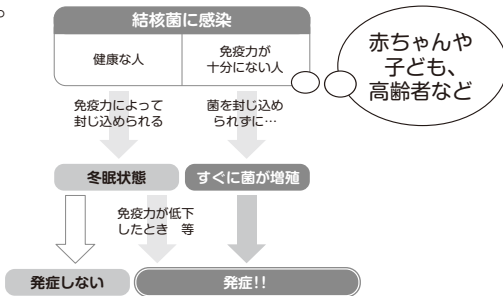 。
結核菌に感染
健康な人
免疫力が
十分にない人
赤ちゃんや
子ども、
高齢者など
免疫力によって
封じ込められる
菌を封じ込め
られずに…
冬眠状態
すぐに菌が増殖
免疫力が低下
したとき　等
発症しない
発症!!